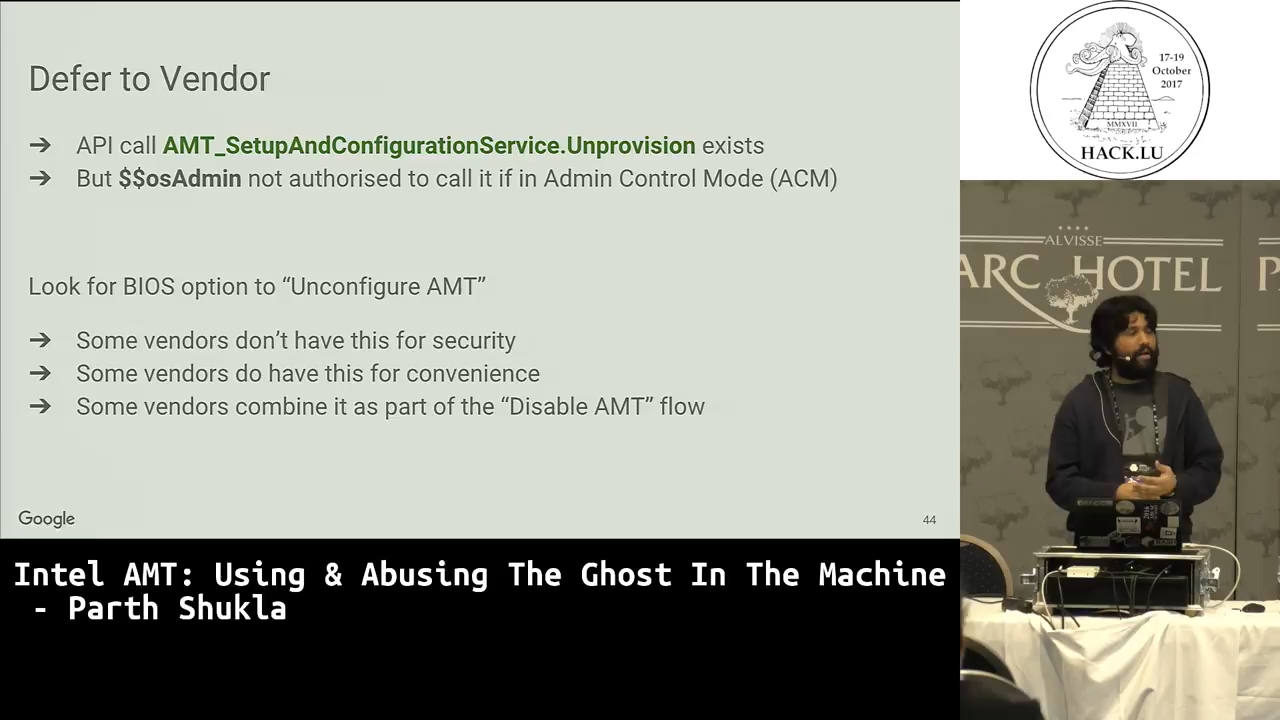 Defer to Vendor
➔ API call AMT_SetupAndConfigurationService.Unprovision exists
➔ But $$osAdmin not authorised to call it if in Admin Control Mode (ACM)
Look for BIOS option to “Unconfigure AMT”
➔ Some vendors don’t have this for security
➔ Some vendors do have this for convenience
➔ Some vendors combine it as part of the “Disable AMT” flow
Google
44
Intel AMT: Using & Abusing The Ghost In The Machine
- Parth Shukla
17-19
October
2017
MMXVII
HACK.LU
ALVISSE
ARC HOTEL
P